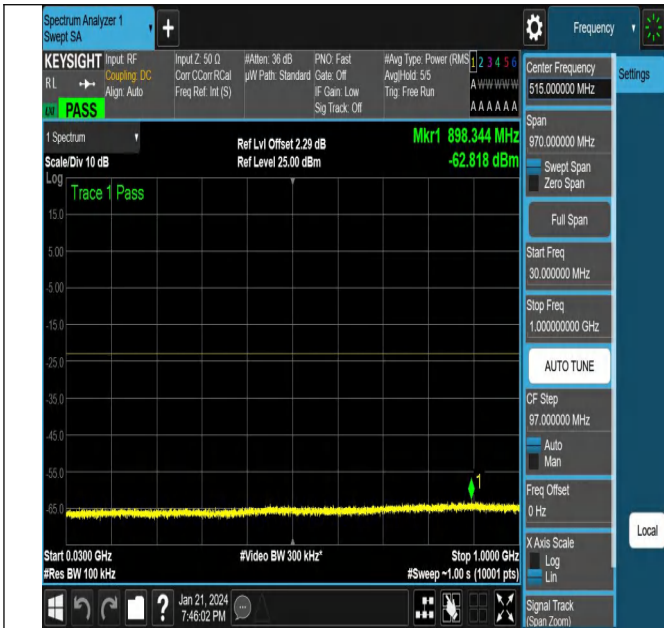 Spectrum Analyzer 1
Swept SA
+
Frequency
KEYSIGHT
RL
PASS
Input: RF
Coupling: DC
Align: Auto
Input Z: 50 Ω
Corr CCorr RCal
Freq Ref: Int (S)
#Atten: 36 dB
µW Path: Standard
PNO: Fast
Gate: Off
IF Gain: Low
Sig Track: Off
#Avg Type: Power (RMS
Avg|Hold: 5/5
Trig: Free Run
1 2 3 4 5 6
A W W W W W
A A A A A A
1 Spectrum
Scale/Div 10 dB
Ref Lvl Offset 2.29 dB
Ref Level 25.00 dBm
Mkr1 898.344 MHz
-62.818 dBm
Log
Trace 1 Pass
15.0
5.00
-5.00
-15.0
-25.0
-35.0
-45.0
-55.0
-65.0
1
Start 0.0300 GHz
#Res BW 100 kHz
#Video BW 300 kHz*
Stop 1.0000 GHz
#Sweep ~1.00 s (10001 pts)
Center Frequency
515.000000 MHz
Settings
Span
970.000000 MHz
Swept Span
Zero Span
Full Span
Start Freq
30.000000 MHz
Stop Freq
1.000000000 GHz
AUTO TUNE
CF Step
97.000000 MHz
Auto
Man
Freq Offset
0 Hz
X Axis Scale
Log
Lin
Local
Signal Track
(Span Zoom)
?
Jan 21, 2024
7:46:02 PM